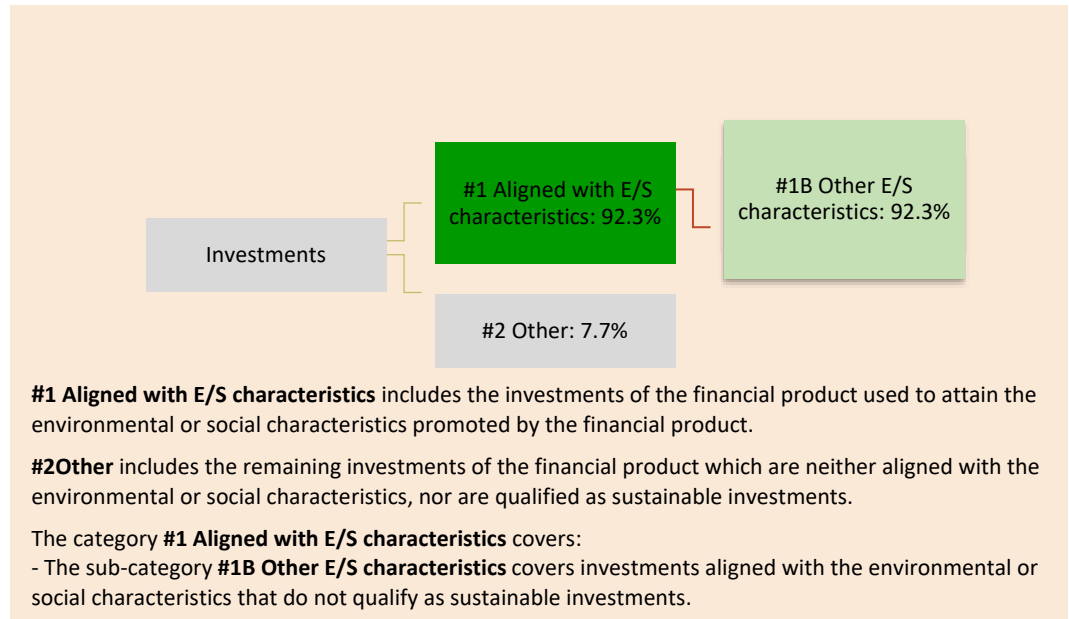 #1 Aligned with E/S
characteristics: 92.3%
#1B Other E/S
characteristics: 92.3%
Investments
#2 Other: 7.7%
#1 Aligned with E/S characteristics includes the investments of the financial product used to attain the
environmental or social characteristics promoted by the financial product.
#2Other includes the remaining investments of the financial product which are neither aligned with the
environmental or social characteristics, nor are qualified as sustainable investments.
The category #1 Aligned with E/S characteristics covers:
- The sub-category #1B Other E/S characteristics covers investments aligned with the environmental or
social characteristics that do not qualify as sustainable investments.